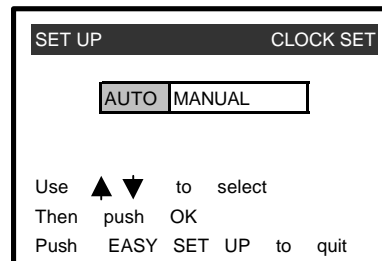 SET UP CLOCK SET
AUTO MANUAL
Use ▲ ▼ to select
Then push OK
Push EASY SET UP to quit